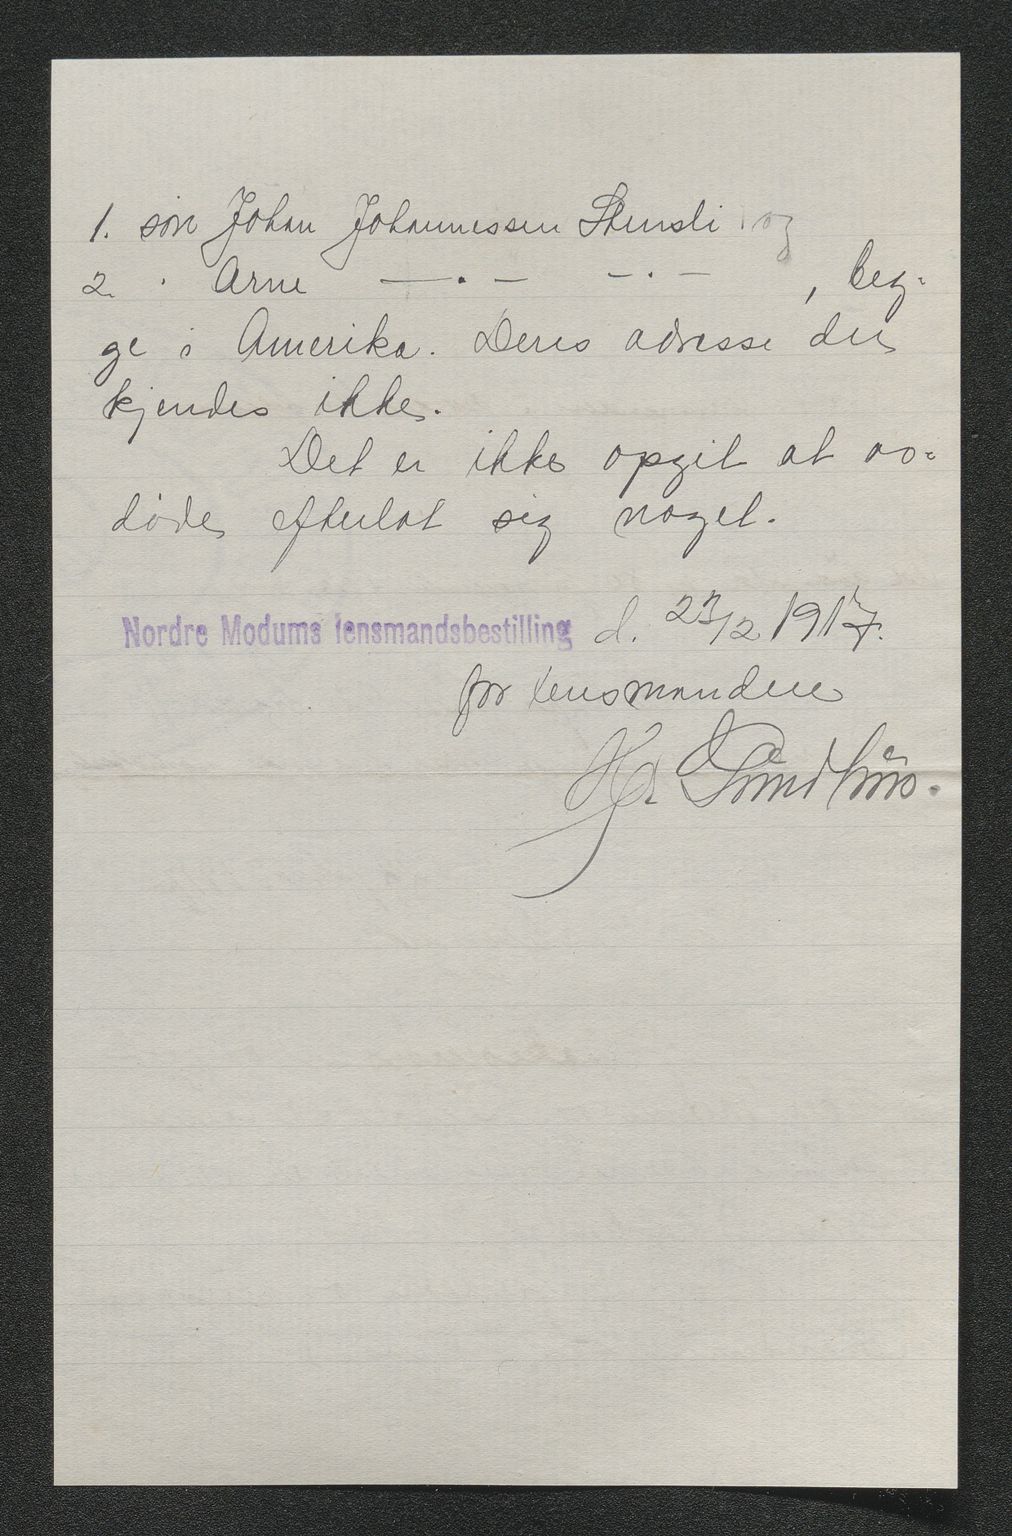 1. søn Johan Johannessen Stensli og
2. " Arne —•— —•— , beg-
ge i Amerika. Deres adresse der
kjendes ikke.
Det er ikke opgit at av-
døde efterlot sig noget.
Nordre Modums lensmandsbestilling d. 23/2 1917.
for lensmanden
Sundhus.